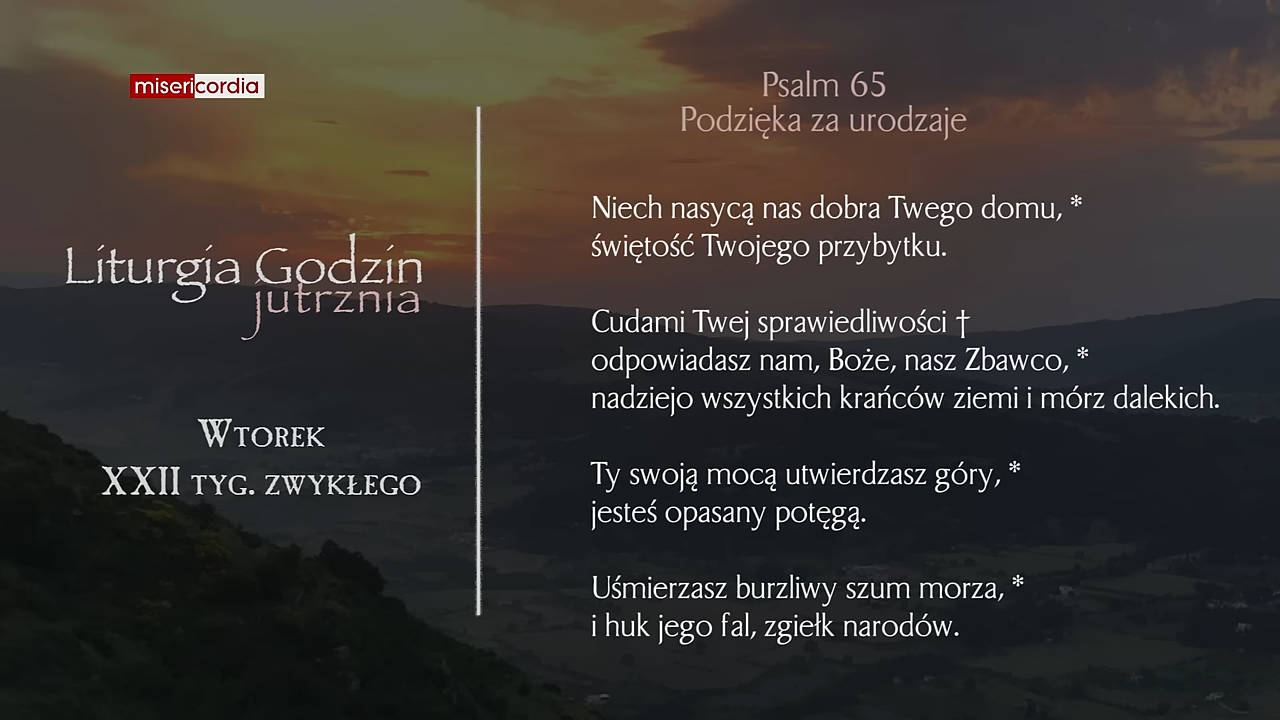 misericordia
Liturgia Godzin
jutrznia
Wtorek
XXII tyg. zwykłego
Psalm 65
Podzięka za urodzaje
Niech nasycą nas dobra Twego domu, *
świętość Twojego przybytku.
Cudami Twej sprawiedliwości †
odpowiadasz nam, Boże, nasz Zbawco, *
nadziejo wszystkich krańców ziemi i mórz dalekich.
Ty swoją mocą utwierdzasz góry, *
jesteś opasany potęgą.
Uśmierzasz burzliwy szum morza, *
i huk jego fal, zgiełk narodów.